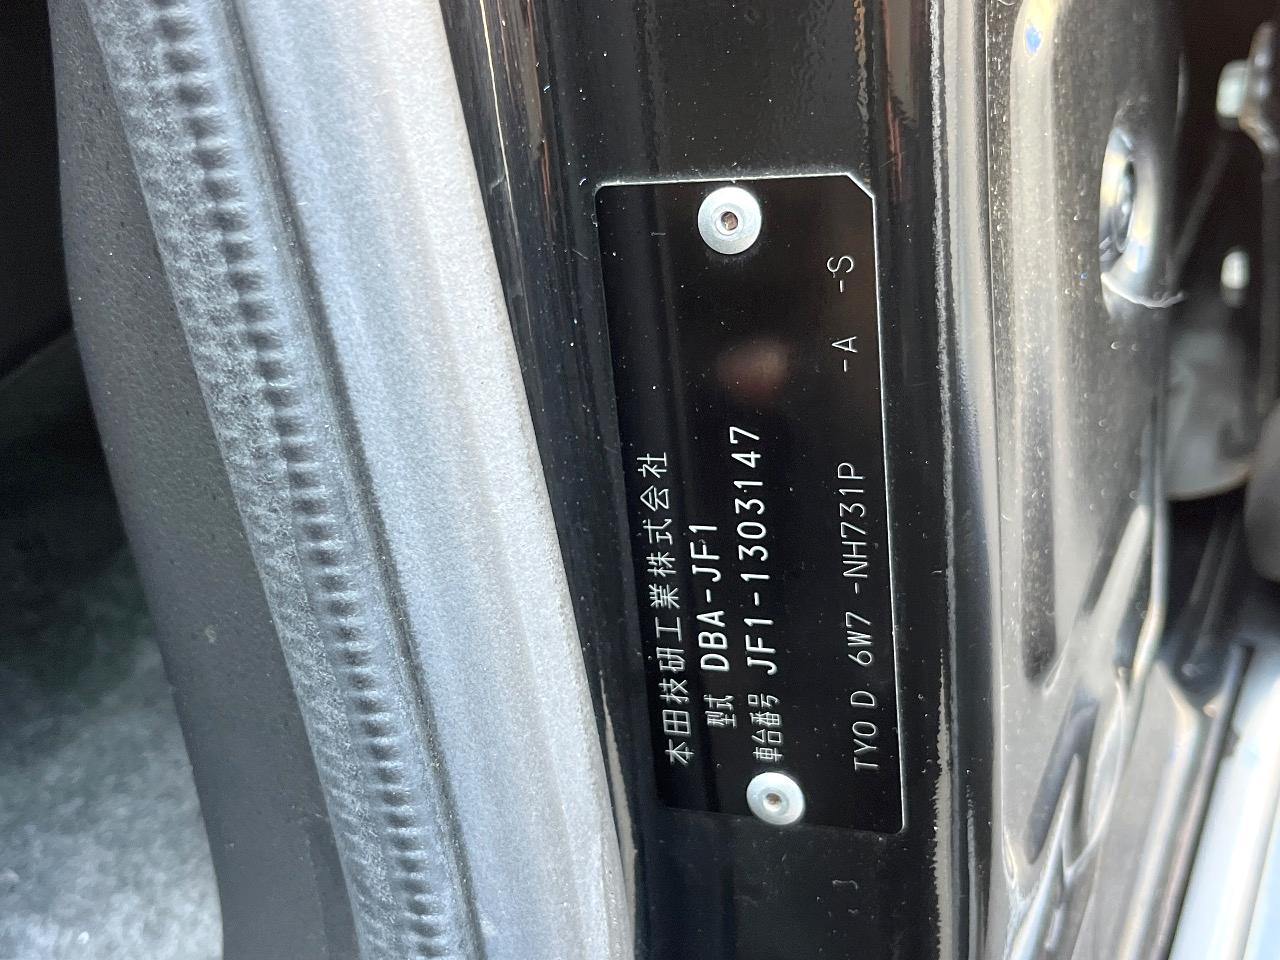 本田技研工業株式会社
型式 DBA-JF1
車台番号 JF1-1303147
TYO D 6W7 -NH731P -A -S